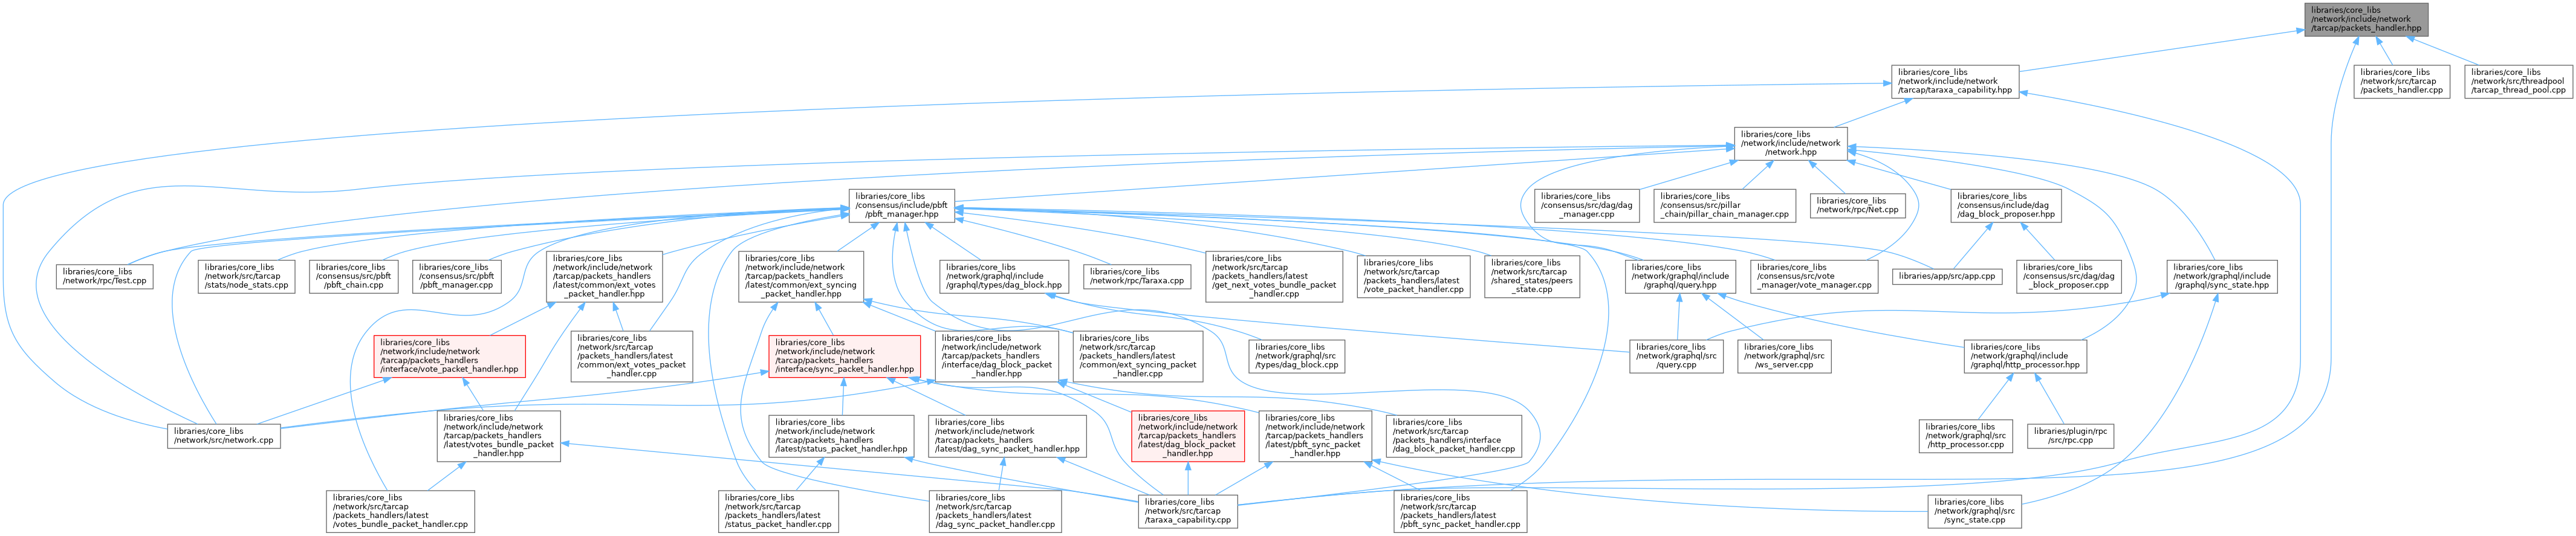 libraries/core_libs
/network/include/network
/tarcap/packets_handler.hpp
libraries/core_libs
/network/include/network
/tarcap/taraxa_capability.hpp
libraries/core_libs
/network/src/tarcap
/packets_handler.cpp
libraries/core_libs
/network/src/threadpool
/tarcap_thread_pool.cpp
libraries/core_libs
/network/include/network
/network.hpp
libraries/core_libs
/consensus/include/pbft
/pbft_manager.hpp
libraries/core_libs
/consensus/src/dag/dag
_manager.cpp
libraries/core_libs
/consensus/src/pillar
_chain/pillar_chain_manager.cpp
libraries/core_libs
/network/rpc/Net.cpp
libraries/core_libs
/consensus/include/dag
/dag_block_proposer.hpp
libraries/core_libs
/network/rpc/Test.cpp
libraries/core_libs
/network/src/tarcap
/stats/node_stats.cpp
libraries/core_libs
/consensus/src/pbft
/pbft_chain.cpp
libraries/core_libs
/consensus/src/pbft
/pbft_manager.cpp
libraries/core_libs
/network/include/network
/tarcap/packets_handlers
/latest/common/ext_votes
_packet_handler.hpp
libraries/core_libs
/network/include/network
/tarcap/packets_handlers
/latest/common/ext_syncing
_packet_handler.hpp
libraries/core_libs
/network/graphql/include
/graphql/types/dag_block.hpp
libraries/core_libs
/network/rpc/Taraxa.cpp
libraries/core_libs
/network/src/tarcap
/packets_handlers/latest
/get_next_votes_bundle_packet
_handler.cpp
libraries/core_libs
/network/src/tarcap
/packets_handlers/latest
/vote_packet_handler.cpp
libraries/core_libs
/network/src/tarcap
/shared_states/peers
_state.cpp
libraries/core_libs
/network/graphql/include
/graphql/query.hpp
libraries/core_libs
/consensus/src/vote
_manager/vote_manager.cpp
libraries/app/src/app.cpp
libraries/core_libs
/consensus/src/dag/dag
_block_proposer.cpp
libraries/core_libs
/network/graphql/include
/graphql/sync_state.hpp
libraries/core_libs
/network/include/network
/tarcap/packets_handlers
/interface/vote_packet_handler.hpp
libraries/core_libs
/network/src/tarcap
/packets_handlers/latest
/common/ext_votes_packet
_handler.cpp
libraries/core_libs
/network/include/network
/tarcap/packets_handlers
/interface/sync_packet_handler.hpp
libraries/core_libs
/network/include/network
/tarcap/packets_handlers
/interface/dag_block_packet
_handler.hpp
libraries/core_libs
/network/src/tarcap
/packets_handlers/latest
/common/ext_syncing_packet
_handler.cpp
libraries/core_libs
/network/graphql/src
/types/dag_block.cpp
libraries/core_libs
/network/graphql/src
/query.cpp
libraries/core_libs
/network/graphql/src
/ws_server.cpp
libraries/core_libs
/network/graphql/include
/graphql/http_processor.hpp
libraries/core_libs
/network/src/network.cpp
libraries/core_libs
/network/include/network
/tarcap/packets_handlers
/latest/votes_bundle_packet
_handler.hpp
libraries/core_libs
/network/include/network
/tarcap/packets_handlers
/latest/status_packet_handler.hpp
libraries/core_libs
/network/include/network
/tarcap/packets_handlers
/latest/dag_sync_packet_handler.hpp
libraries/core_libs
/network/include/network
/tarcap/packets_handlers
/latest/dag_block_packet
_handler.hpp
libraries/core_libs
/network/include/network
/tarcap/packets_handlers
/latest/pbft_sync_packet
_handler.hpp
libraries/core_libs
/network/src/tarcap
/packets_handlers/interface
/dag_block_packet_handler.cpp
libraries/core_libs
/network/graphql/src
/http_processor.cpp
libraries/plugin/rpc
/src/rpc.cpp
libraries/core_libs
/network/src/tarcap
/packets_handlers/latest
/votes_bundle_packet_handler.cpp
libraries/core_libs
/network/src/tarcap
/packets_handlers/latest
/status_packet_handler.cpp
libraries/core_libs
/network/src/tarcap
/packets_handlers/latest
/dag_sync_packet_handler.cpp
libraries/core_libs
/network/src/tarcap
/taraxa_capability.cpp
libraries/core_libs
/network/src/tarcap
/packets_handlers/latest
/pbft_sync_packet_handler.cpp
libraries/core_libs
/network/graphql/src
/sync_state.cpp